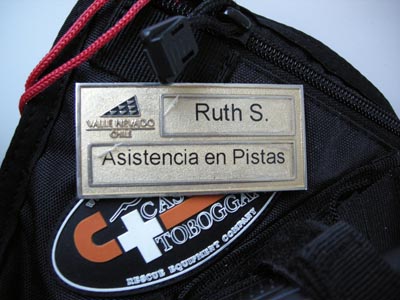 VALLE NEVADO
CHILE
Ruth S.
Asistencia en Pistas
TOBOGGAN
RESCUE EQUIPMENT COMPANY